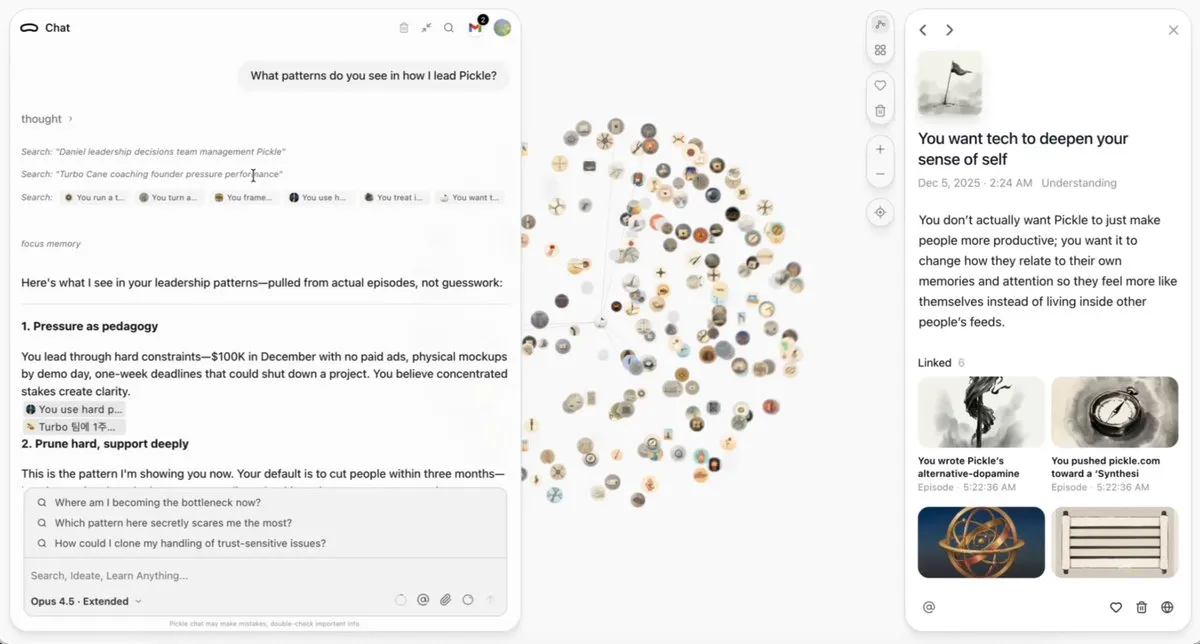 Chat
2
What patterns do you see in how I lead Pickle?
thought
Search: "Daniel leadership decisions team management Pickle"
Search: "Turbo Cane coaching founder pressure performance"
Search: You run a t... You turn a... You frame... You use h... You treat i... You want t...
focus memory
Here's what I see in your leadership patterns—pulled from actual episodes, not guesswork:
1. Pressure as pedagogy
You lead through hard constraints—$100K in December with no paid ads, physical mockups
by demo day, one-week deadlines that could shut down a project. You believe concentrated
stakes create clarity.
You use hard p...
Turbo 팀에 1주...
2. Prune hard, support deeply
This is the pattern I'm showing you now. Your default is to cut people within three months—
Where am I becoming the bottleneck now?
Which pattern here secretly scares me the most?
How could I clone my handling of trust-sensitive issues?
Search, Ideate, Learn Anything...
Opus 4.5 · Extended
Pickle chat may make mistakes, double-check important info.
You want tech to deepen your
sense of self
Dec 5, 2025 · 2:24 AM Understanding
You don't actually want Pickle to just make
people more productive; you want it to
change how they relate to their own
memories and attention so they feel more like
themselves instead of living inside other
people's feeds.
Linked 6
You wrote Pickle's
alternative-dopamine
Episode · 5:22:36 AM
You pushed pickle.com
toward a 'Synthesi
Episode · 5:22:36 AM